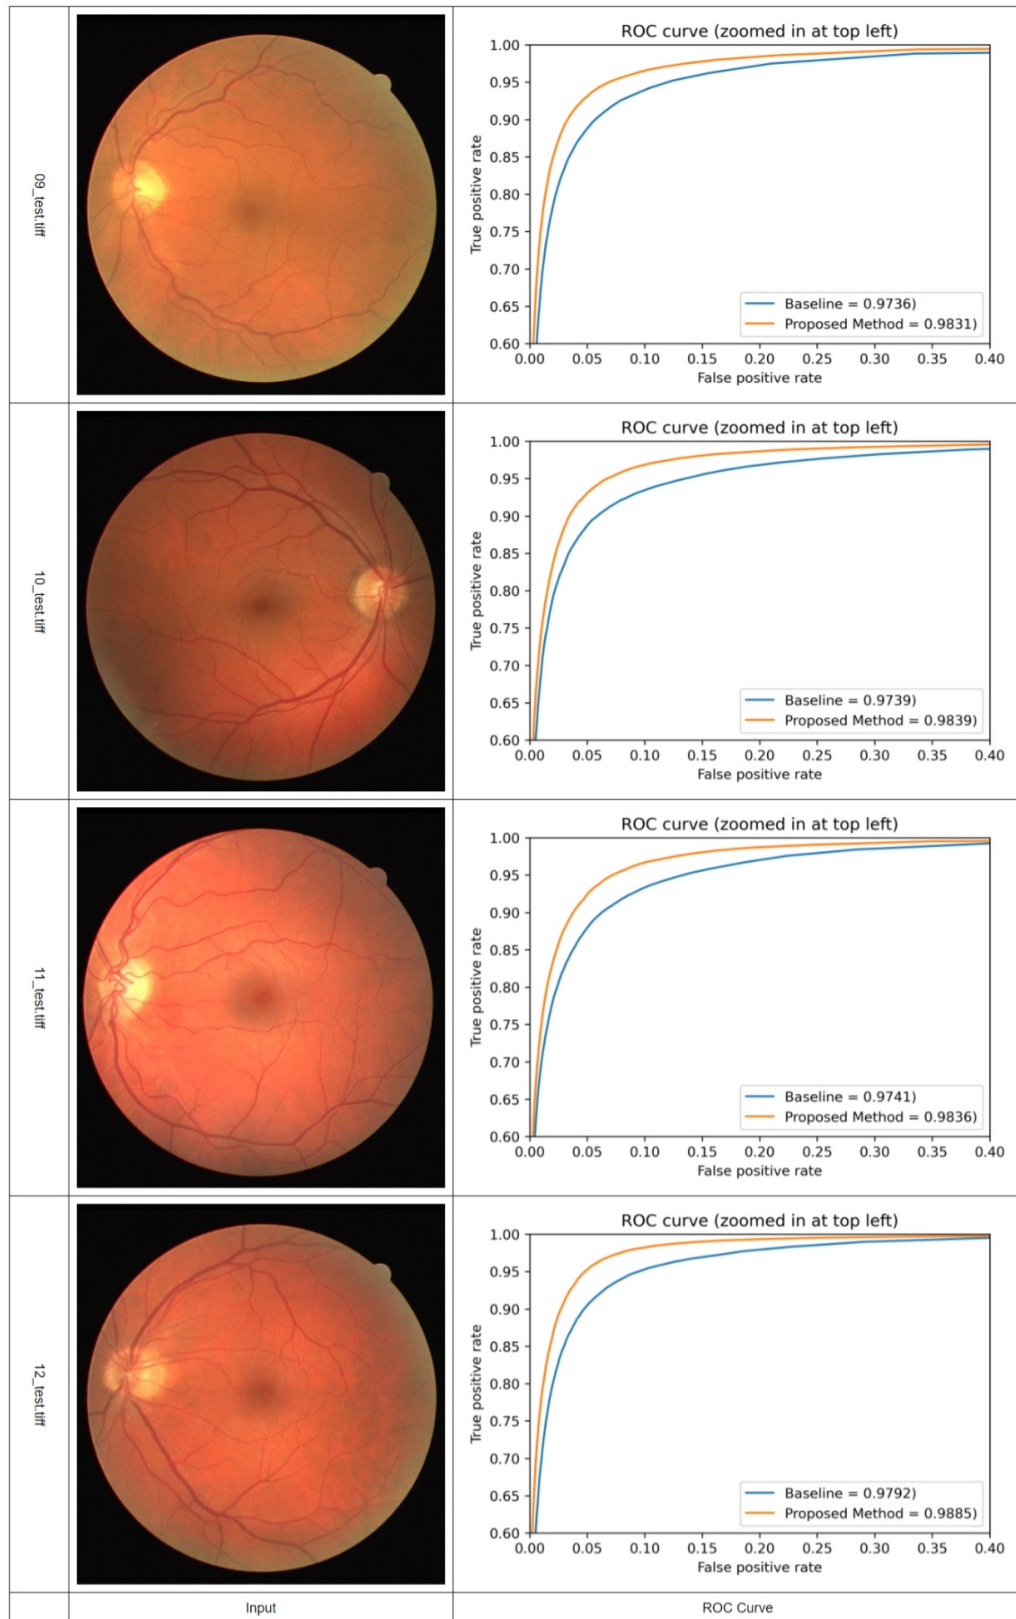 09_test.tiff
ROC curve (zoomed in at top left)
1.00
0.95
0.90
0.85
0.80
0.75
0.70
0.65
0.60
True positive rate
Baseline = 0.9736)
Proposed Method = 0.9831)
0.00 0.05 0.10 0.15 0.20 0.25 0.30 0.35 0.40
False positive rate
10_test.tiff
ROC curve (zoomed in at top left)
1.00
0.95
0.90
0.85
0.80
0.75
0.70
0.65
0.60
True positive rate
Baseline = 0.9739)
Proposed Method = 0.9839)
0.00 0.05 0.10 0.15 0.20 0.25 0.30 0.35 0.40
False positive rate
11_test.tiff
ROC curve (zoomed in at top left)
1.00
0.95
0.90
0.85
0.80
0.75
0.70
0.65
0.60
True positive rate
Baseline = 0.9741)
Proposed Method = 0.9836)
0.00 0.05 0.10 0.15 0.20 0.25 0.30 0.35 0.40
False positive rate
12_test.tiff
ROC curve (zoomed in at top left)
1.00
0.95
0.90
0.85
0.80
0.75
0.70
0.65
0.60
True positive rate
Baseline = 0.9792)
Proposed Method = 0.9885)
0.00 0.05 0.10 0.15 0.20 0.25 0.30 0.35 0.40
False positive rate
Input ROC Curve